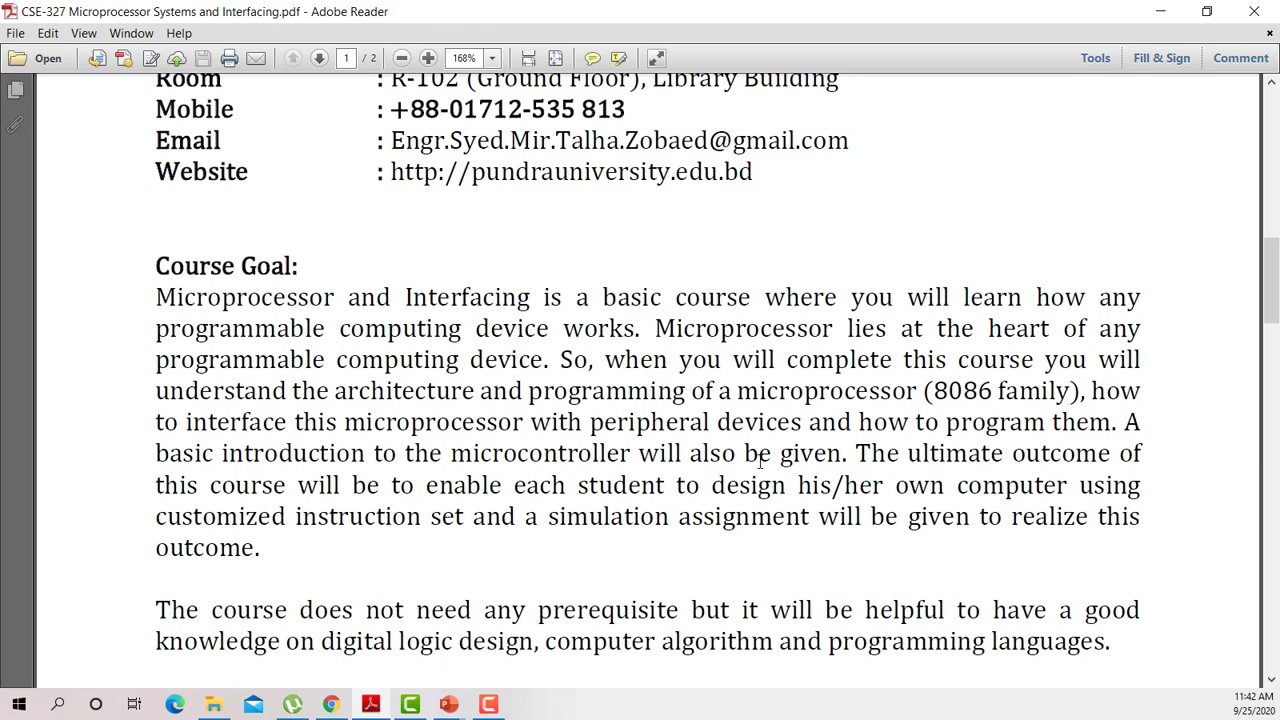 CSE-327 Microprocessor Systems and Interfacing.pdf - Adobe Reader
File Edit View Window Help
Open 1 / 2 168% Tools Fill & Sign Comment
Room : R-102 (Ground Floor), Library Building
Mobile : +88-01712-535 813
Email : Engr.Syed.Mir.Talha.Zobaed@gmail.com
Website : http://pundrauniversity.edu.bd
Course Goal:
Microprocessor and Interfacing is a basic course where you will learn how any
programmable computing device works. Microprocessor lies at the heart of any
programmable computing device. So, when you will complete this course you will
understand the architecture and programming of a microprocessor (8086 family), how
to interface this microprocessor with peripheral devices and how to program them. A
basic introduction to the microcontroller will also be given. The ultimate outcome of
this course will be to enable each student to design his/her own computer using
customized instruction set and a simulation assignment will be given to realize this
outcome.
The course does not need any prerequisite but it will be helpful to have a good
knowledge on digital logic design, computer algorithm and programming languages.
11:42 AM
9/25/2020